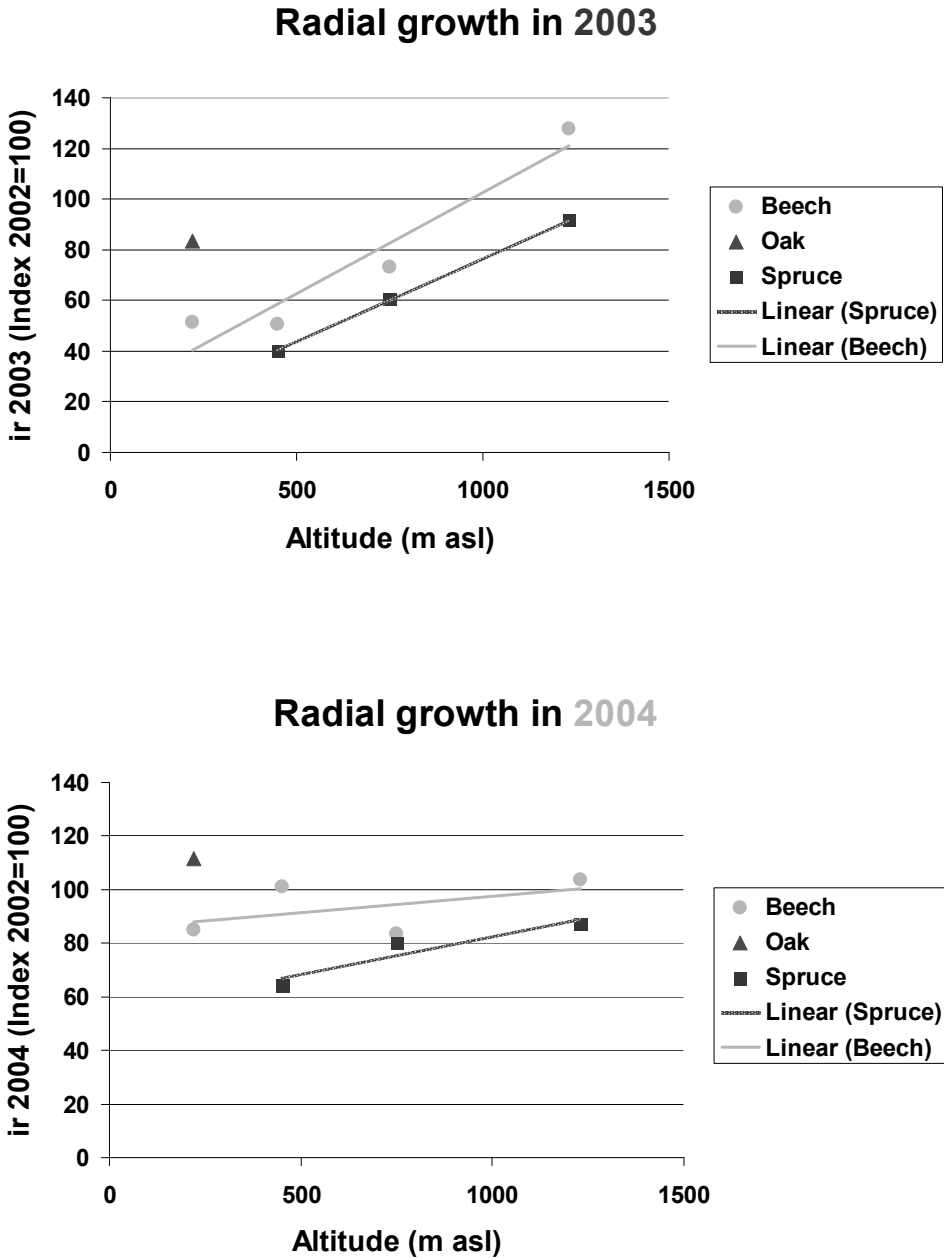 Radial growth in 2003
ir 2003 (Index 2002=100)
140
120
100
80
60
40
20
0
0 500 1000 1500
Altitude (m asl)
Beech
Oak
Spruce
Linear (Spruce)
Linear (Beech)
Radial growth in 2004
ir 2004 (Index 2002=100)
140
120
100
80
60
40
20
0
0 500 1000 1500
Altitude (m asl)
Beech
Oak
Spruce
Linear (Spruce)
Linear (Beech)